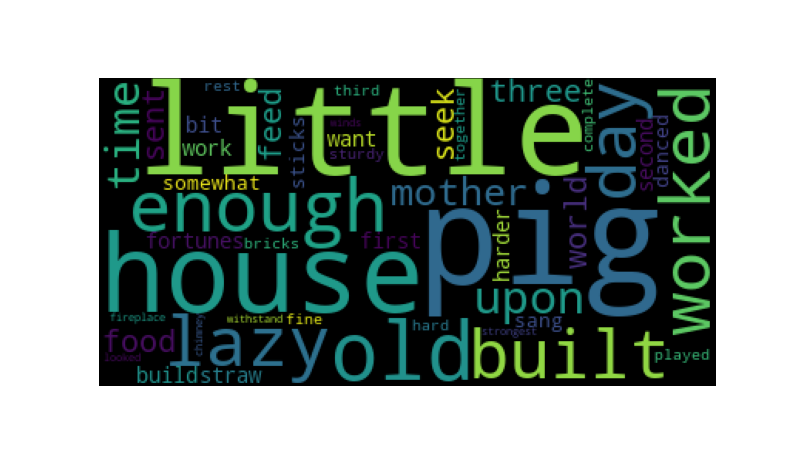 little
rest
third
three
time
sent
feed
seek
together
complete
day
worked
bit
winds
want
work
sticks
sturdy
second
danced
somewhat
mother
world
enough
pig
harder
fortunes
bricks
first
house
upon
fireplace
withstand
fine
hard
sang
strongest
food
lazy
chimney
old
built
played
looked
build
straw